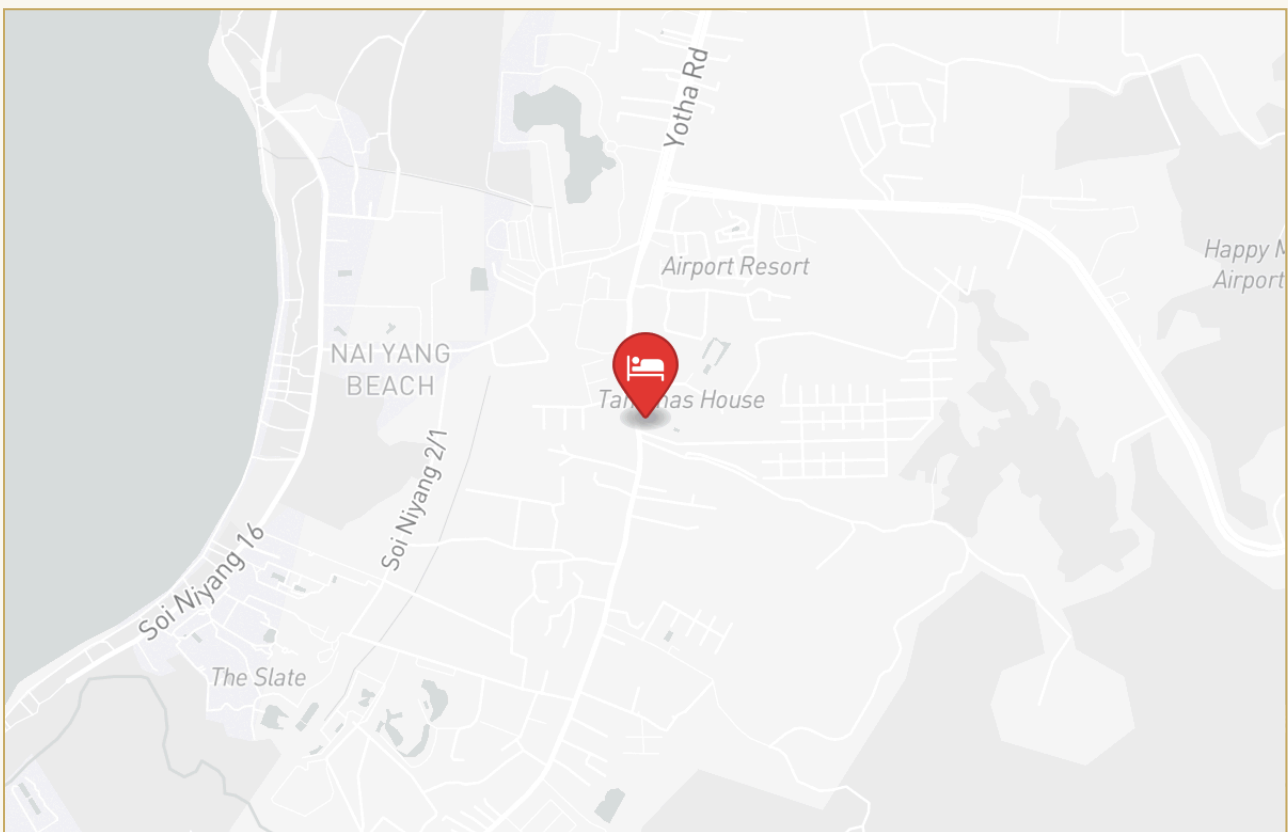 Yotha Rd
Airport Resort
Happy M
Airport
NAI YANG
BEACH
House
Soi Niyang 2/1
Soi Niyang 16
The Slate